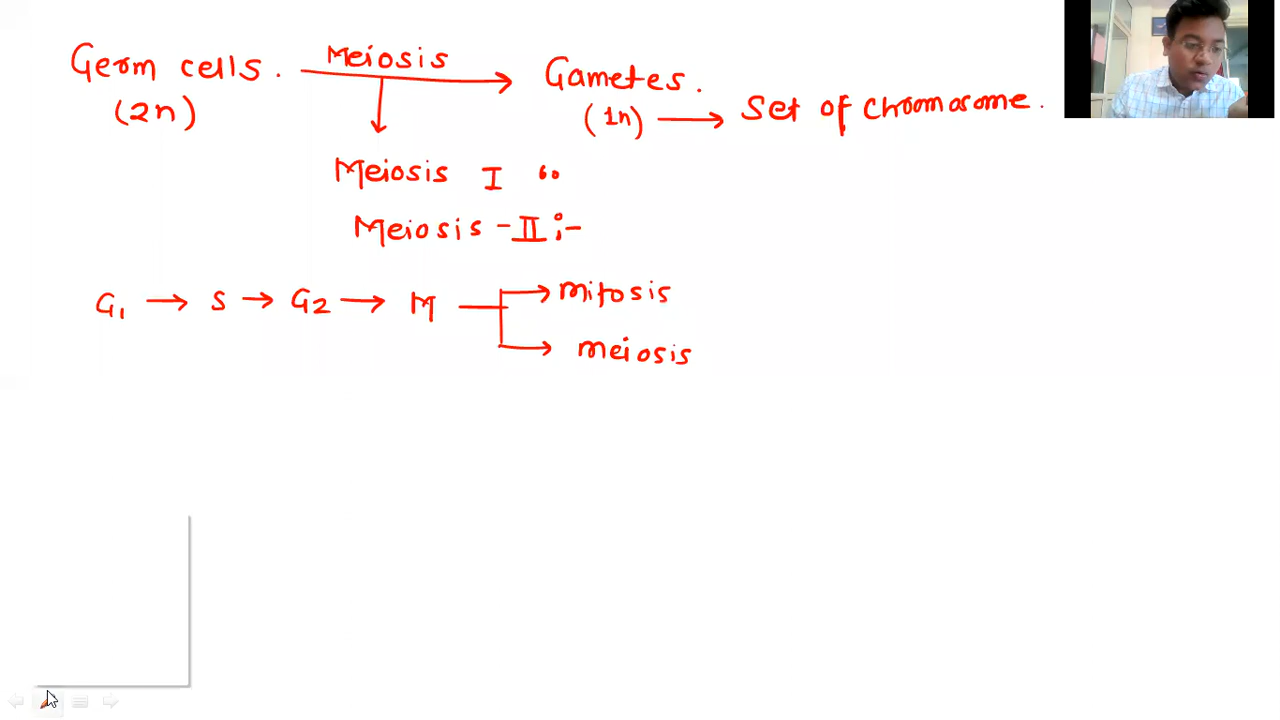 Germ cells. Meiosis → Gametes.
(2n) (1n) → Set of chromosome.
Meiosis I :
Meiosis -II :-
G1 → S → G2 → M → mitosis
→ meiosis